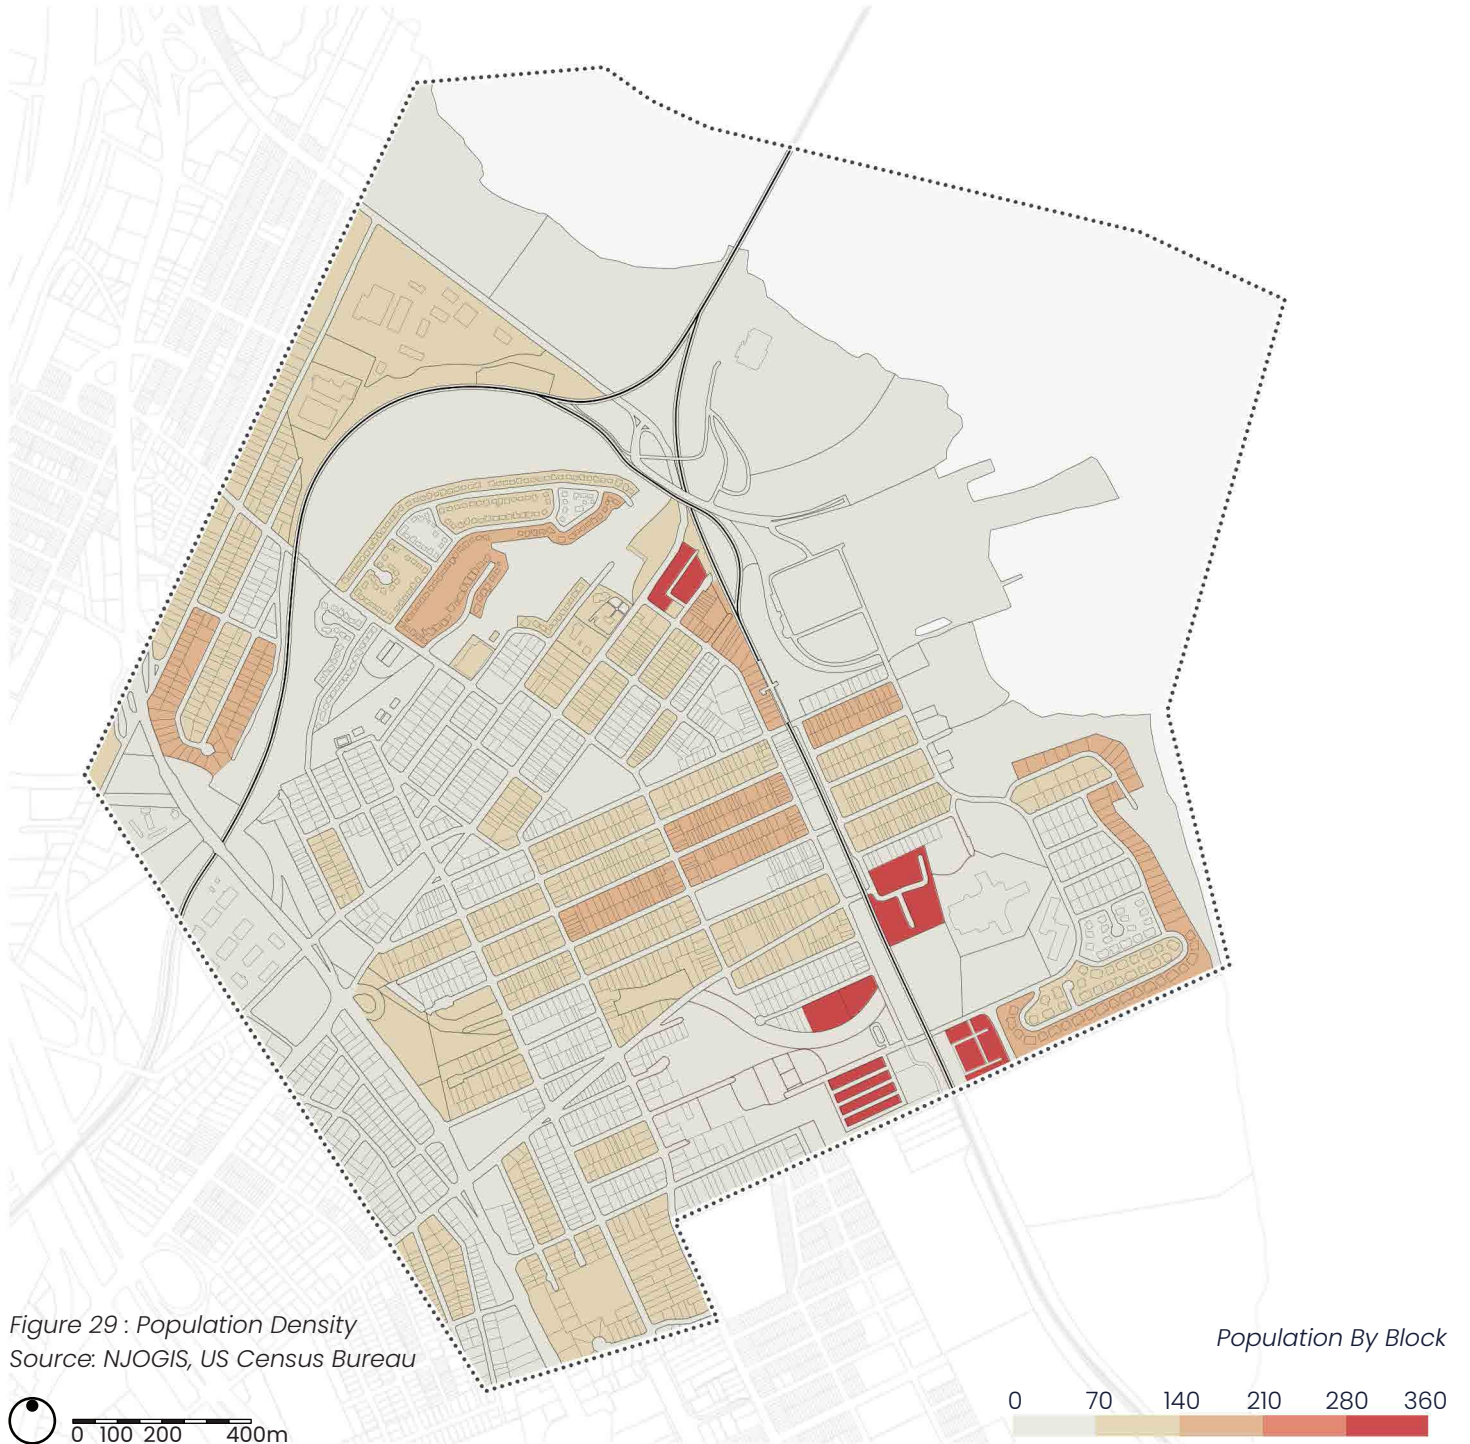 Figure 29 : Population Density
Source: NJOGIS, US Census Bureau
0 100 200 400m
Population By Block
0 70 140 210 280 360